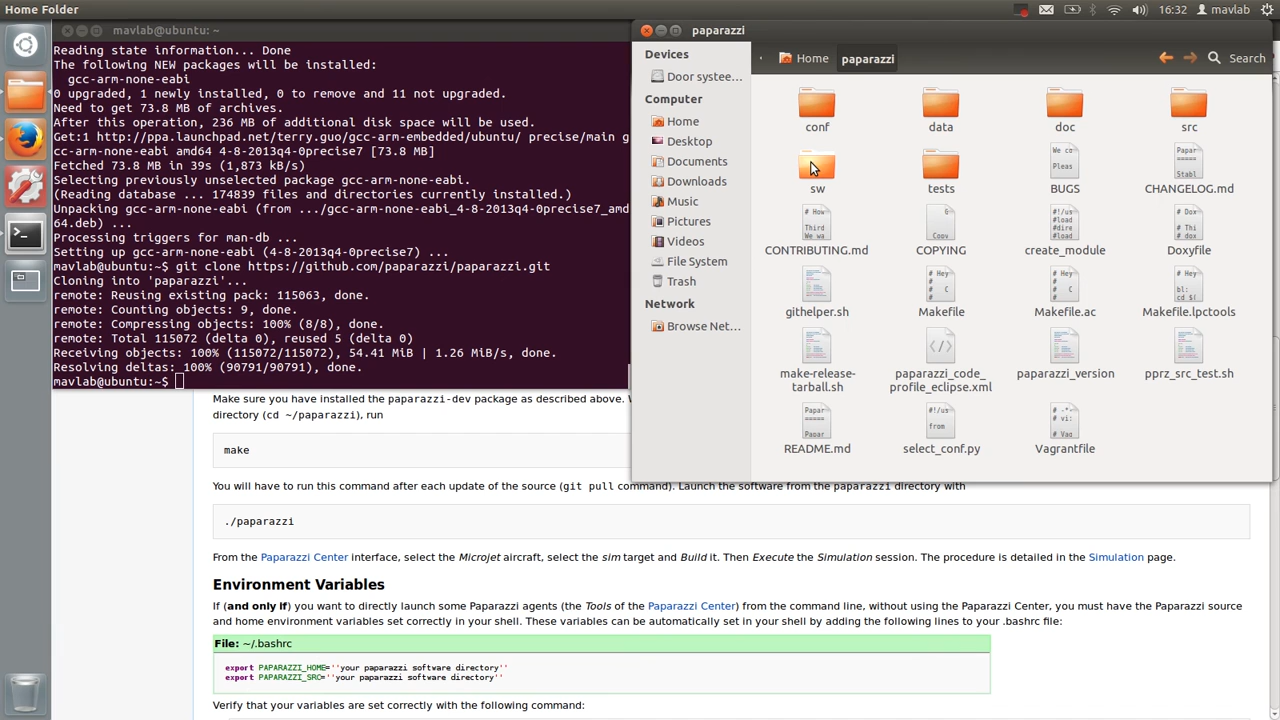 Home Folder
16:32
mavlab
mavlab@ubuntu: ~
Reading state information... Done
The following NEW packages will be installed:
gcc-arm-none-eabi
0 upgraded, 1 newly installed, 0 to remove and 11 not upgraded.
Need to get 73.8 MB of archives.
After this operation, 236 MB of additional disk space will be used.
Get:1 http://ppa.launchpad.net/terry.guo/gcc-arm-embedded/ubuntu/ precise/main g
cc-arm-none-eabi amd64 4-8-2013q4-0precise7 [73.8 MB]
Fetched 73.8 MB in 39s (1,873 kB/s)
Selecting previously unselected package gcc-arm-none-eabi.
(Reading database ... 174839 files and directories currently installed.)
Unpacking gcc-arm-none-eabi (from .../gcc-arm-none-eabi_4-8-2013q4-0precise7_amd
64.deb) ...
Processing triggers for man-db ...
Setting up gcc-arm-none-eabi (4-8-2013q4-0precise7) ...
mavlab@ubuntu:~$ git clone https://github.com/paparazzi/paparazzi.git
Cloning into 'paparazzi'...
remote: Reusing existing pack: 115063, done.
remote: Counting objects: 9, done.
remote: Compressing objects: 100% (8/8), done.
remote: Total 115072 (delta 0), reused 5 (delta 0)
Receiving objects: 100% (115072/115072), .41 MiB | 1.26 MiB/s, done.
Resolving deltas: 100% (90791/90791), done.
mavlab@ubuntu:~$
paparazzi
Devices
Door systee...
Computer
Home
Desktop
Documents
Downloads
Music
Pictures
Videos
File System
Trash
Network
Browse Net...
Home
paparazzi
Search
conf
data
doc
src
sw
tests
BUGS
CHANGELOG.md
CONTRIBUTING.md
COPYING
create_module
Doxyfile
githelper.sh
Makefile
Makefile.ac
Makefile.lpctools
make-release-
tarball.sh
paparazzi_code_
profile_eclipse.xml
paparazzi_version
pprz_src_test.sh
README.md
select_conf.py
Vagrantfile
Make sure you have installed the paparazzi-dev package as described above.
directory (cd ~/paparazzi), run
make
You will have to run this command after each update of the source (git pull command). Launch the software from the paparazzi directory with
./paparazzi
From the Paparazzi Center interface, select the Microjet aircraft, select the sim target and Build it. Then Execute the Simulation session. The procedure is detailed in the Simulation page.
Environment Variables
If (and only if) you want to directly launch some Paparazzi agents (the Tools of the Paparazzi Center) from the command line, without using the Paparazzi Center, you must have the Paparazzi source
and home environment variables set correctly in your shell. These variables can be automatically set in your shell by adding the following lines to your .bashrc file:
File: ~/.bashrc
export PAPARAZZI_HOME=''your paparazzi software directory''
export PAPARAZZI_SRC=''your paparazzi software directory''
Verify that your variables are set correctly with the following command: